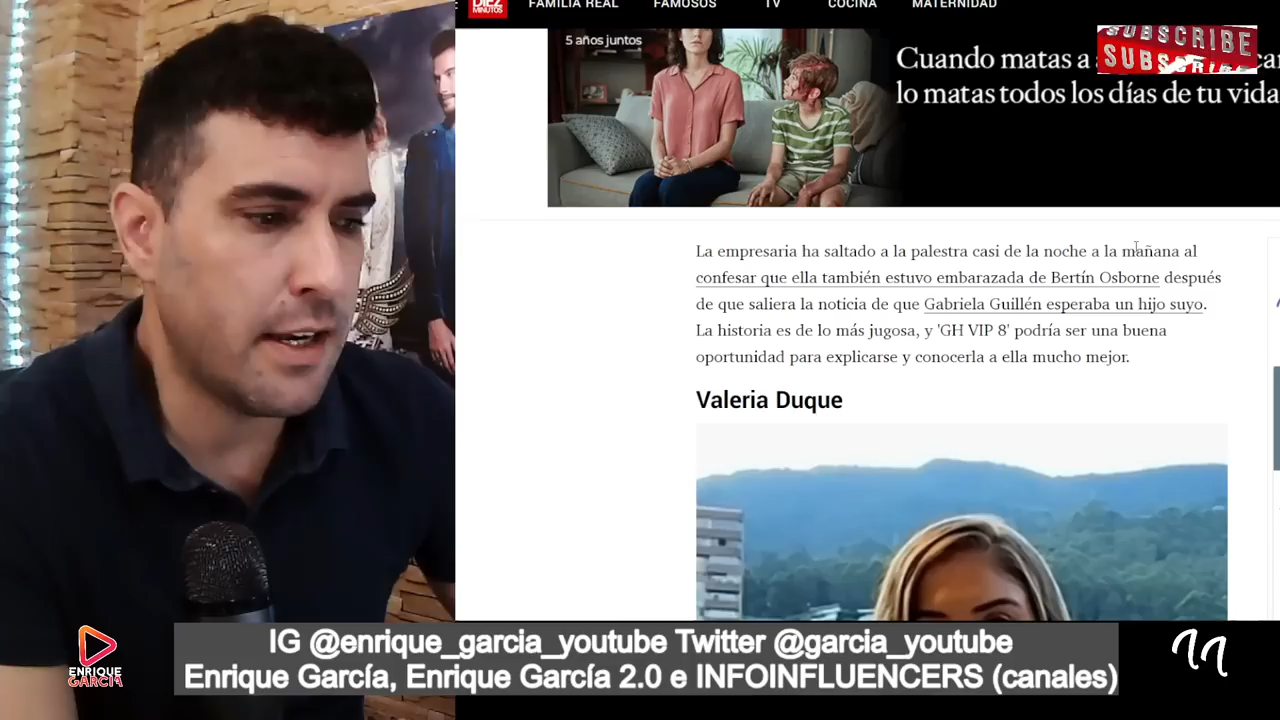 DIEZ
MINUTOS
FAMILIA REAL
FAMOSOS
TV
COCINA
MATERNIDAD
SUBSCRIBE
5 años juntos
Cuando matas a
lo matas todos los días de tu vida
La empresaria ha saltado a la palestra casi de la noche a la mañana al
confesar que ella también estuvo embarazada de Bertín Osborne después
de que saliera la noticia de que Gabriela Guillén esperaba un hijo suyo.
La historia es de lo más jugosa, y 'GH VIP 8' podría ser una buena
oportunidad para explicarse y conocerla a ella mucho mejor.
Valeria Duque
ENRIQUE
GARCÍA
IG @enrique_garcia_youtube Twitter @garcia_youtube
Enrique García, Enrique García 2.0 e INFOINFLUENCERS (canales)